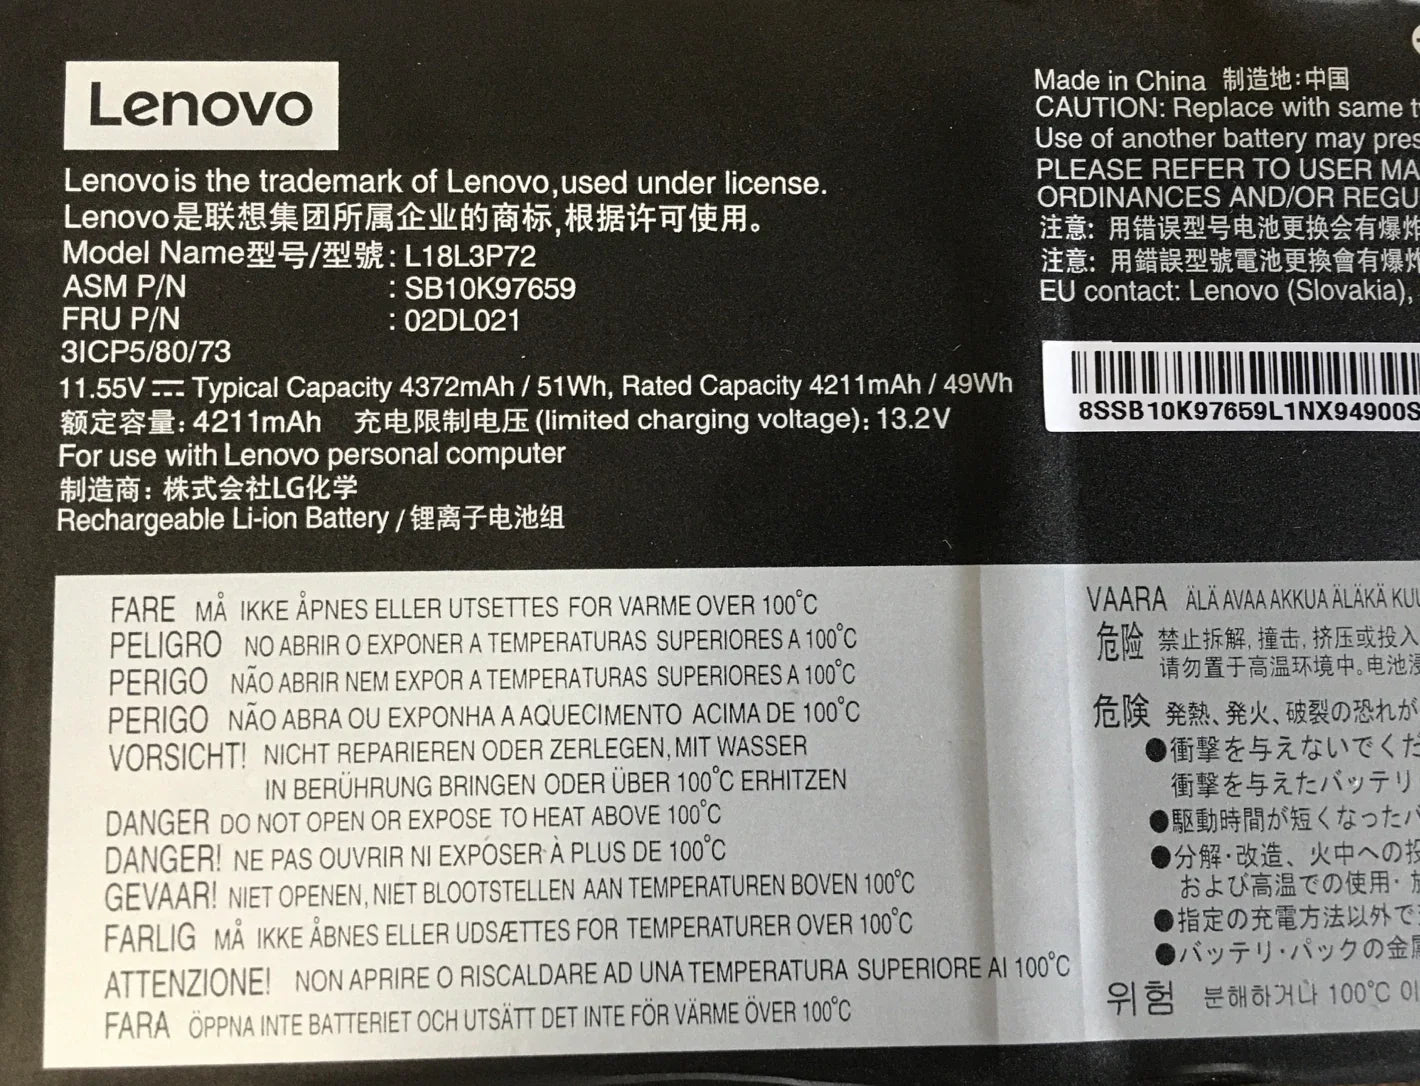 Lenovo
Lenovo is the trademark of Lenovo,used under license.
Lenovo是联想集团所属企业的商标,根据许可使用。
Model Name型号/型號: L18L3P72
ASM P/N : SB10K97659
FRU P/N : 02DL021
3ICP5/80/73
11.55V⎓ Typical Capacity 4372mAh / 51Wh, Rated Capacity 4211mAh / 49Wh
额定容量: 4211mAh 充电限制电压 (limited charging voltage): 13.2V
For use with Lenovo personal computer
制造商: 株式会社LG化学
Rechargeable Li-ion Battery / 锂离子电池组
Made in China 制造地:中国
CAUTION: Replace with same
Use of another battery may
PLEASE REFER TO USER
ORDINANCES AND/OR
注意: 用错误型号电池更换会有爆炸
注意: 用錯誤型號電池更換會有爆炸
EU contact: Lenovo (Slovakia),
8SSB10K97659L1NX94900S
FARE MÅ IKKE ÅPNES ELLER UTSETTES FOR VARME OVER 100°C
PELIGRO NO ABRIR O EXPONER A TEMPERATURAS SUPERIORES A 100°C
PERIGO NÃO ABRIR NEM EXPOR A TEMPERATURAS SUPERIORES A 100°C
PERIGO NÃO ABRA OU EXPONHA A AQUECIMENTO ACIMA DE 100°C
VORSICHT! NICHT REPARIEREN ODER ZERLEGEN, MIT WASSER
IN BERÜHRUNG BRINGEN ODER ÜBER 100°C ERHITZEN
DANGER DO NOT OPEN OR EXPOSE TO HEAT ABOVE 100°C
DANGER! NE PAS OUVRIR NI EXPÓSER À PLUS DE 100°C
GEVAAR! NIET OPENEN, NIET BLOOTSTELLEN AAN TEMPERATUREN BOVEN 100°C
FARLIG MÅ IKKE ÅBNES ELLER UDSÆTTES FOR TEMPERATURER OVER 100°C
ATTENZIONE! NON APRIRE O RISCALDARE AD UNA TEMPERATURA SUPERIORE AI 100°C
FARA ÖPPNA INTE BATTERIET OCH UTSÄTT DET INTE FÖR VÄRME ÖVER 100°C
VAARA ÄLÄ AVAA AKKUA ÄLÄKÄ
危险 禁止拆解, 撞击, 挤压或投入
请勿置于高温环境中。电池浸
危険 発熱、発火、破裂の恐れが
●衝撃を与えないでくだ
衝撃を与えたバッテリ
●駆動時間が短くなった
●分解・改造、火中への投
および高温での使用・
●指定の充電方法以外で
●バッテリ・パックの金属
위험 분해하거나 100°C 이